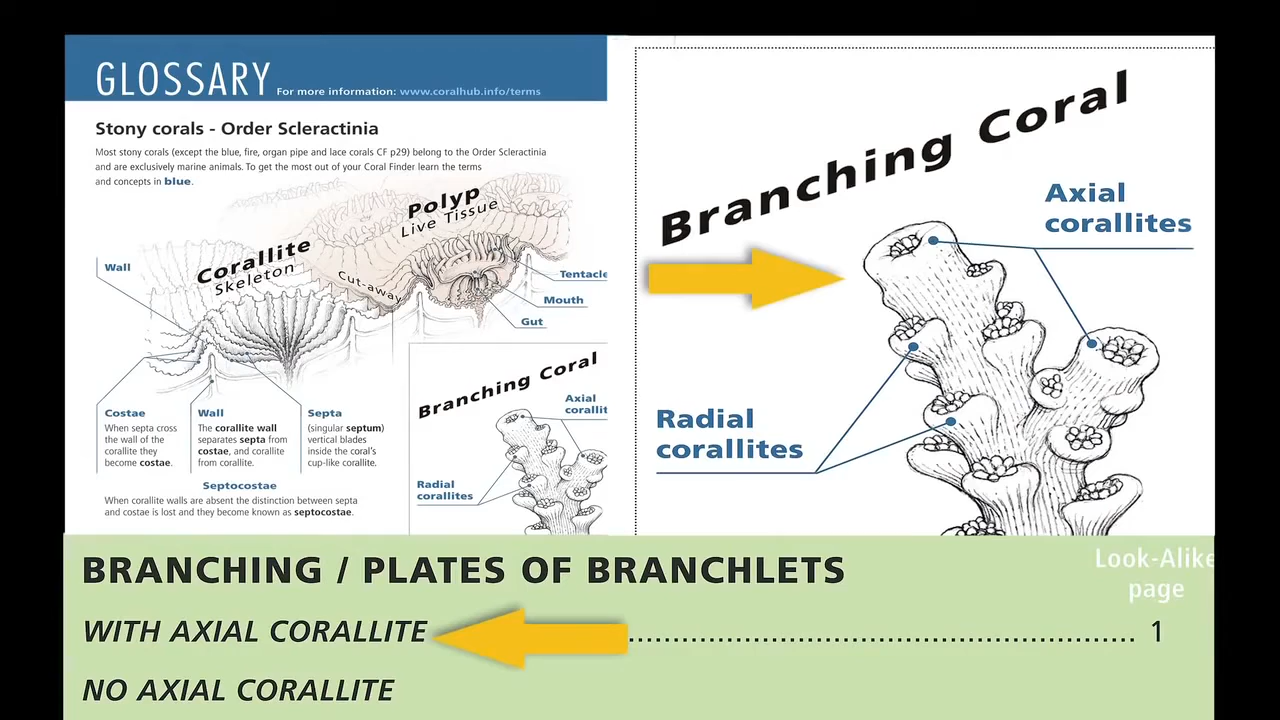 GLOSSARY For more information: www.coralhub.info/terms
Stony corals - Order Scleractinia
Most stony corals (except the blue, fire, organ pipe and lace corals CF p29) belong to the Order Scleractinia
and are exclusively marine animals. To get the most out of your Coral Finder learn the terms
and concepts in blue.
Polyp
Live Tissue
Corallite
Skeleton
Cut-away
Wall
Tentacle
Mouth
Gut
Costae
When septa cross
the wall of the
corallite they
become costae.
Wall
The corallite wall
separates septa from
costae, and corallite
from corallite.
Septa
(singular septum)
vertical blades
inside the coral's
cup-like corallite.
Septocostae
When corallite walls are absent the distinction between septa
and costae is lost and they become known as septocostae.
Branching Coral
Axial
corallit
Radial
corallites
Branching Coral
Axial
corallites
Radial
corallites
BRANCHING / PLATES OF BRANCHLETS
Look-Alike
page
WITH AXIAL CORALLITE ........................................................ 1
NO AXIAL CORALLITE